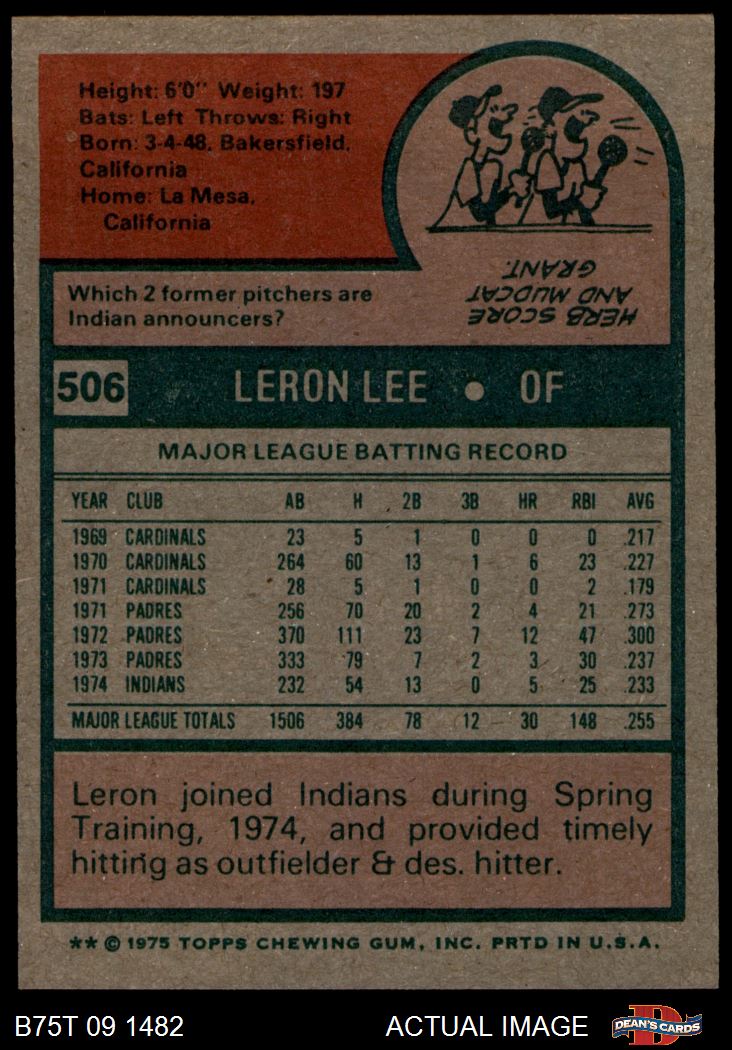 Height: 6'0" Weight: 197
Bats: Left Throws: Right
Born: 3-4-48, Bakersfield,
California
Home: La Mesa,
California
Which 2 former pitchers are
Indian announcers?
HERB SCORE
AND MUDCAT
GRANT.
506 LERON LEE • OF
MAJOR LEAGUE BATTING RECORD
YEAR CLUB AB H 2B 3B HR RBI AVG
1969 CARDINALS 23 5 1 0 0 0 .217
1970 CARDINALS 264 60 13 1 6 23 .227
1971 CARDINALS 28 5 1 0 0 2 .179
1971 PADRES 256 70 20 2 4 21 .273
1972 PADRES 370 111 23 7 12 47 .300
1973 PADRES 333 79 7 2 3 30 .237
1974 INDIANS 232 54 13 0 5 25 .233
MAJOR LEAGUE TOTALS 1506 384 78 12 30 148 .255
Leron joined Indians during Spring
Training, 1974, and provided timely
hitting as outfielder & des. hitter.
** © 1975 TOPPS CHEWING GUM, INC. PRTD IN U.S.A.
B75T 09 1482 ACTUAL IMAGE D DEAN'S CARDS